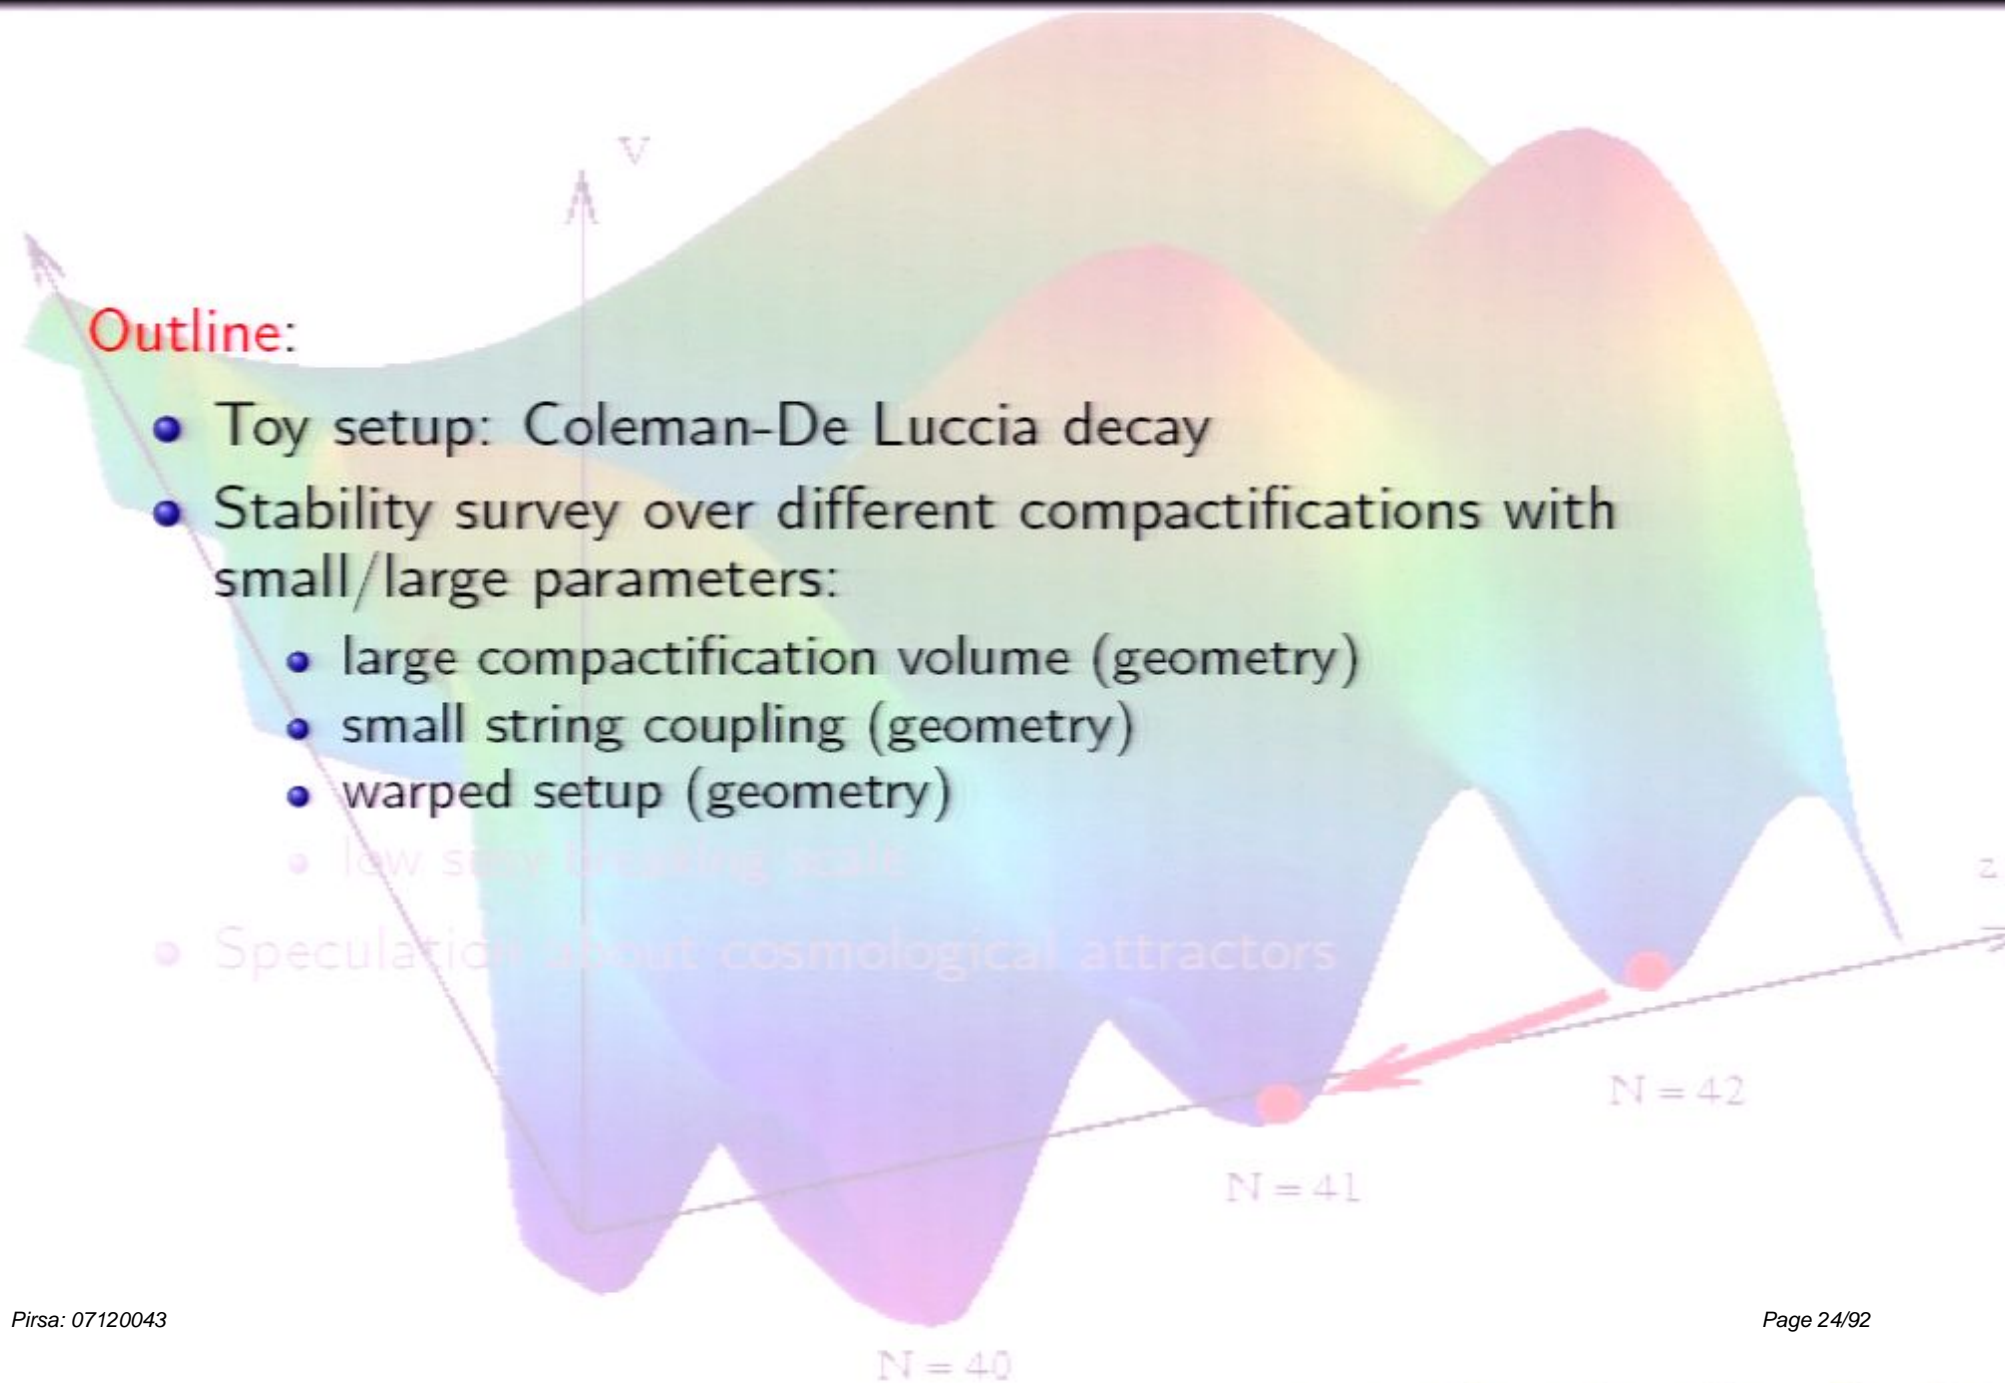 V
Outline:
Toy setup: Coleman-De Luccia decay
Stability survey over different compactifications with
small/large parameters:
large compactification volume (geometry)
small string coupling (geometry)
warped setup (geometry)
low susy breaking scale
z
Speculation about cosmological attractors
N = 42
N = 41
N = 40
Pirsa: 07120043
Page 24/92